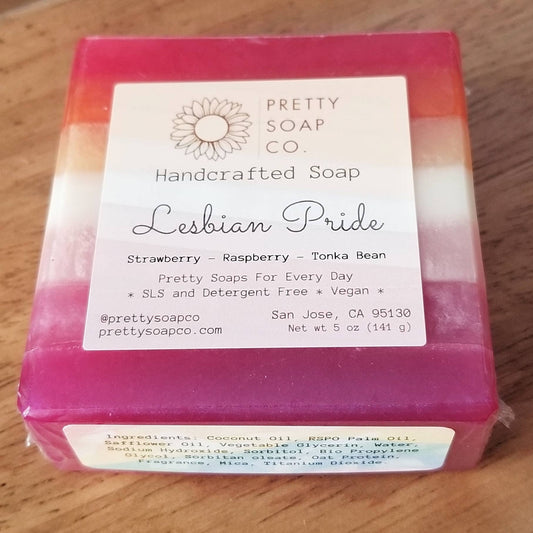 PRETTY
SOAP
CO.
Handcrafted Soap
Lesbian Pride
Strawberry - Raspberry - Tonka Bean
Pretty Soaps For Every Day
* SLS and Detergent Free * Vegan *
@prettysoapco
prettysoapco.com
San Jose, CA 95130
Net wt 5 oz (141 g)
Ingredients: Coconut Oil, RSPO Palm Oil,
Safflower Oil, Vegetable Glycerin, Water,
Sodium Hydroxide, Sorbitol, Bio Propylene
Glycol, Sorbitan oleate, Oat Protein,
Fragrance, Mica, Titanium Dioxide.